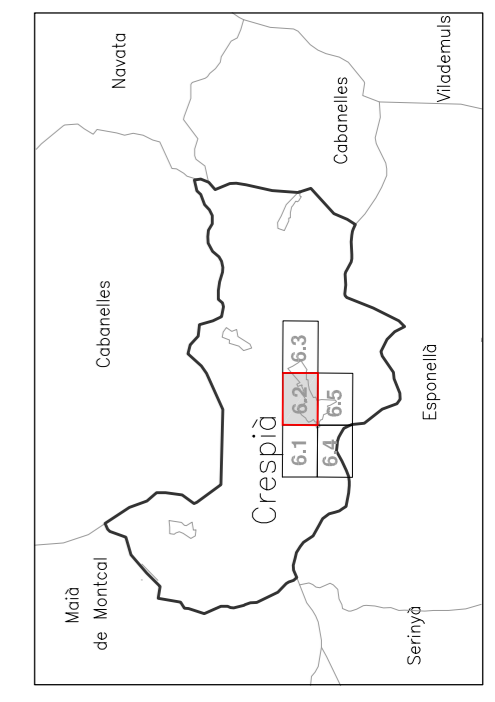 Maià
de Montcal
Cabanelles
Navata
Crespià
6.1
6.2
6.3
6.4
6.5
Cabanelles
Serinyà
Esponellà
Vilademuls